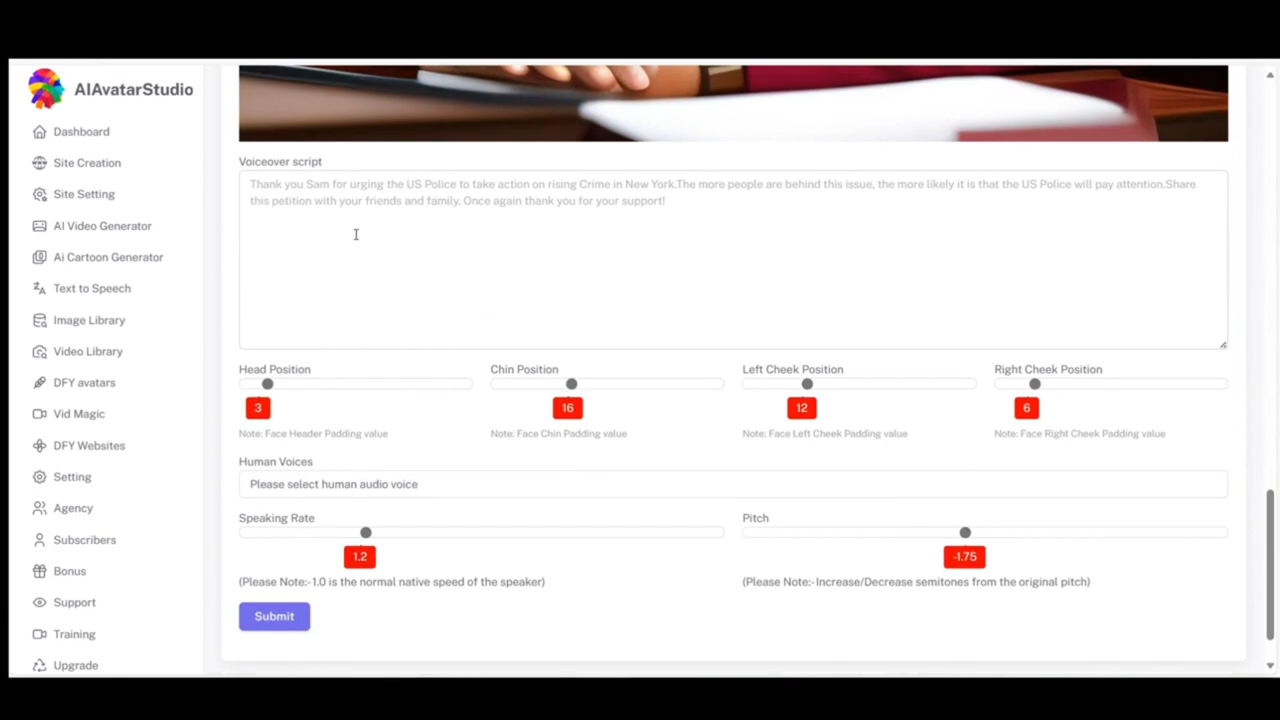 AIAvatarStudio
Dashboard
Site Creation
Site Setting
AI Video Generator
Ai Cartoon Generator
Text to Speech
Image Library
Video Library
DFY avatars
Vid Magic
DFY Websites
Setting
Agency
Subscribers
Bonus
Support
Training
Upgrade
Voiceover script
Thank you Sam for urging the US Police to take action on rising Crime in New York.The more people are behind this issue, the more likely it is that the US Police will pay attention.Share
this petition with your friends and family. Once again thank you for your support!
Head Position
Chin Position
Left Cheek Position
Right Cheek Position
3
16
12
6
Note: Face Header Padding value
Note: Face Chin Padding value
Note: Face Left Cheek Padding value
Note: Face Right Cheek Padding value
Human Voices
Please select human audio voice
Speaking Rate
Pitch
1.2
-1.75
(Please Note:- 1.0 is the normal native speed of the speaker)
(Please Note:- Increase/Decrease semitones from the original pitch)
Submit